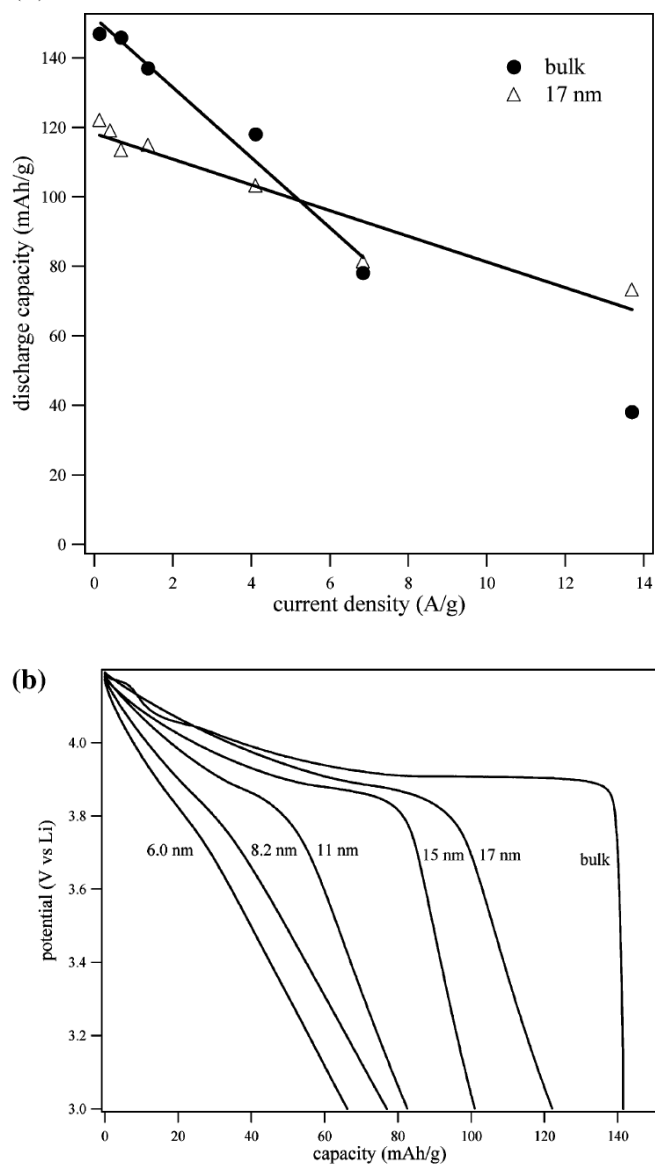 140
120
100
80
60
40
20
0
discharge capacity (mAh/g)
bulk
17 nm
0
2
4
6
8
10
12
14
current density (A/g)
(b)
4.0
3.8
3.6
3.4
3.2
3.0
potential (V vs Li)
6.0 nm
8.2 nm
11 nm
15 nm
17 nm
bulk
0
20
40
60
80
100
120
140
capacity (mAh/g)